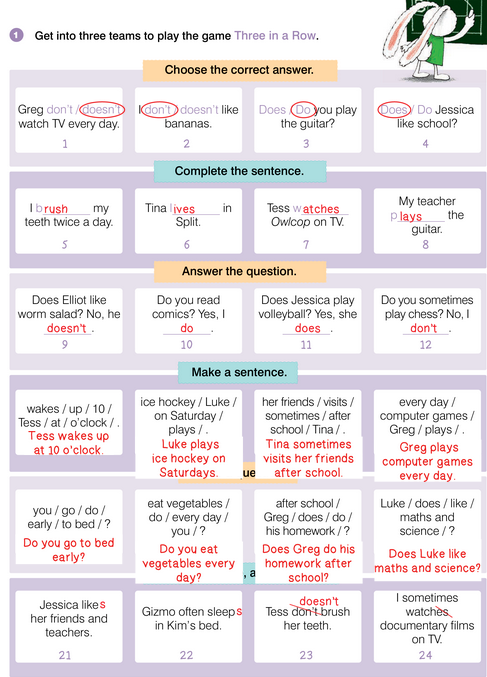 1 Get into three teams to play the game Three in a Row.
Choose the correct answer.
Greg don't / doesn't
watch TV every day.
1
I don't / doesn't like
bananas.
2
Does / Do you play
the guitar?
3
Does / Do Jessica
like school?
4
Complete the sentence.
I brush my
teeth twice a day.
5
Tina lives in
Split.
6
Tess watches
Owlcop on TV.
7
My teacher
plays the
guitar.
8
Answer the question.
Does Elliot like
worm salad? No, he
doesn't.
9
Do you read
comics? Yes, I
do.
10
Does Jessica play
volleyball? Yes, she
does.
11
Do you sometimes
play chess? No, I
don't.
12
Make a sentence.
wakes / up / 10 /
Tess / at / o'clock / .
Tess wakes up
at 10 o'clock.
ice hockey / Luke /
on Saturday /
plays / .
Luke plays
ice hockey on
Saturdays.
her friends / visits /
sometimes / after
school / Tina / .
Tina sometimes
visits her friends
after school.
every day /
computer games /
Greg / plays / .
Greg plays
computer games
every day.
ue
you / go / do /
early / to bed / ?
Do you go to bed
early?
eat vegetables /
do / every day /
you / ?
Do you eat
vegetables every
day?
after school /
Greg / does / do /
his homework / ?
Does Greg do his
homework after
school?
Luke / does / like /
maths and
science / ?
Does Luke like
maths and science?
, a
Jessica likes
her friends and
teachers.
21
Gizmo often sleeps
in Kim's bed.
22
doesn't
Tess don't brush
her teeth.
23
I sometimes
watches
documentary films
on TV.
24